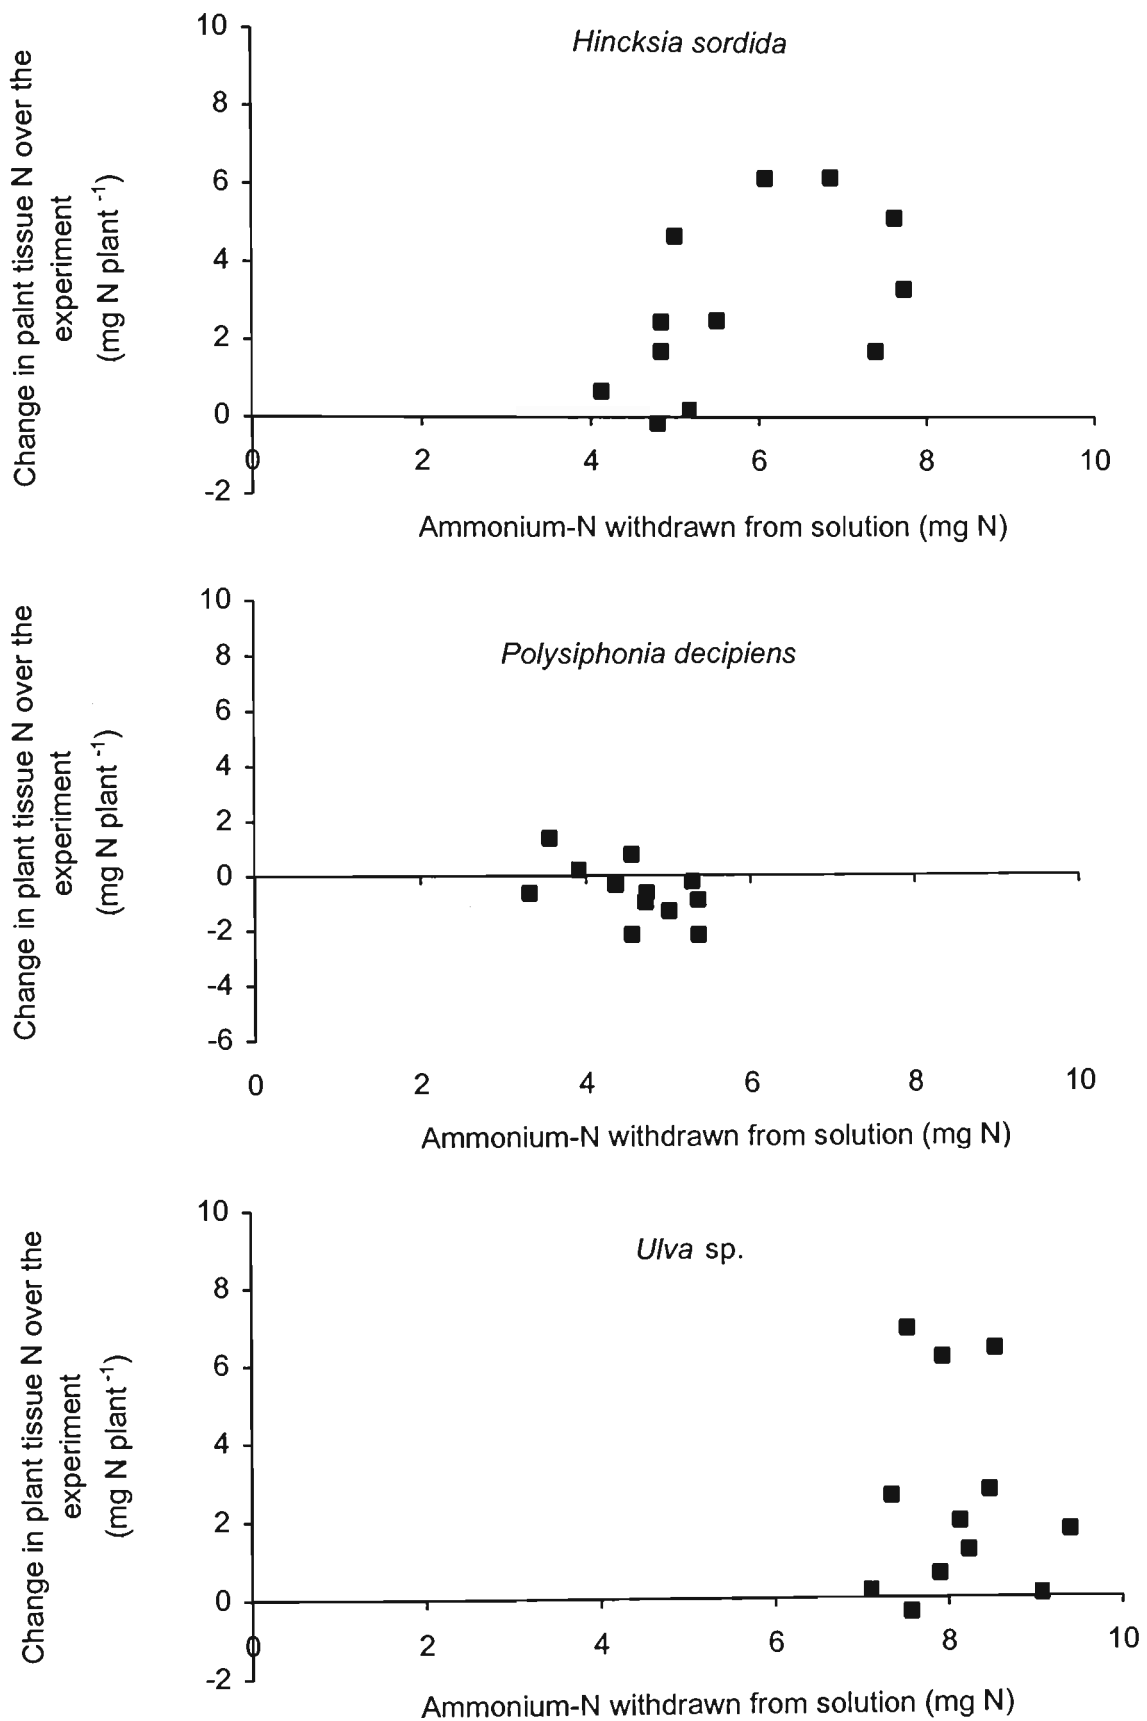 Hincksia sordida
Change in palnt tissue N over the
experiment
(mg N plant -1)
10
8
6
4
2
0
-2
0 2 4 6 8 10
Ammonium-N withdrawn from solution (mg N)
Polysiphonia decipiens
Change in plant tissue N over the
experiment
(mg N plant -1)
10
8
6
4
2
0
-2
-4
-6
0 2 4 6 8 10
Ammonium-N withdrawn from solution (mg N)
Ulva sp.
Change in plant tissue N over the
experiment
(mg N plant-1)
10
8
6
4
2
0
-2
0 2 4 6 8 10
Ammonium-N withdrawn from solution (mg N)